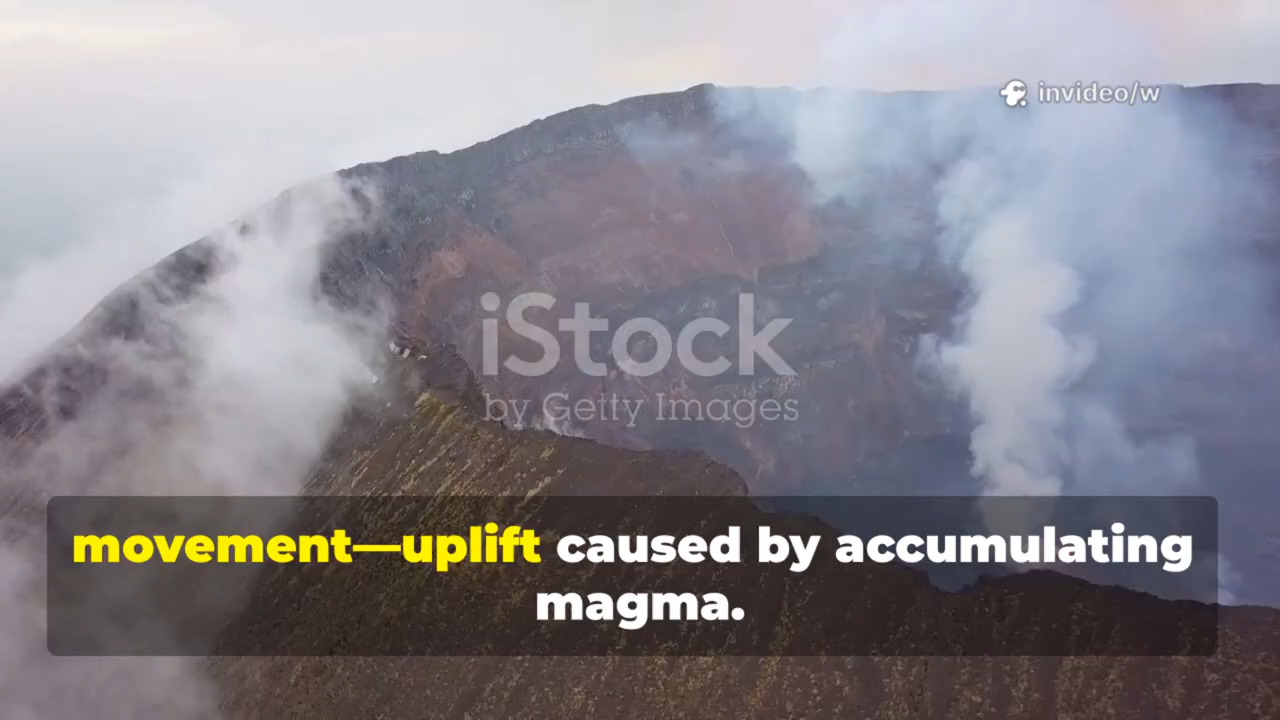 invideo/w
iStock
by Getty Images
movement—uplift caused by accumulating
magma.